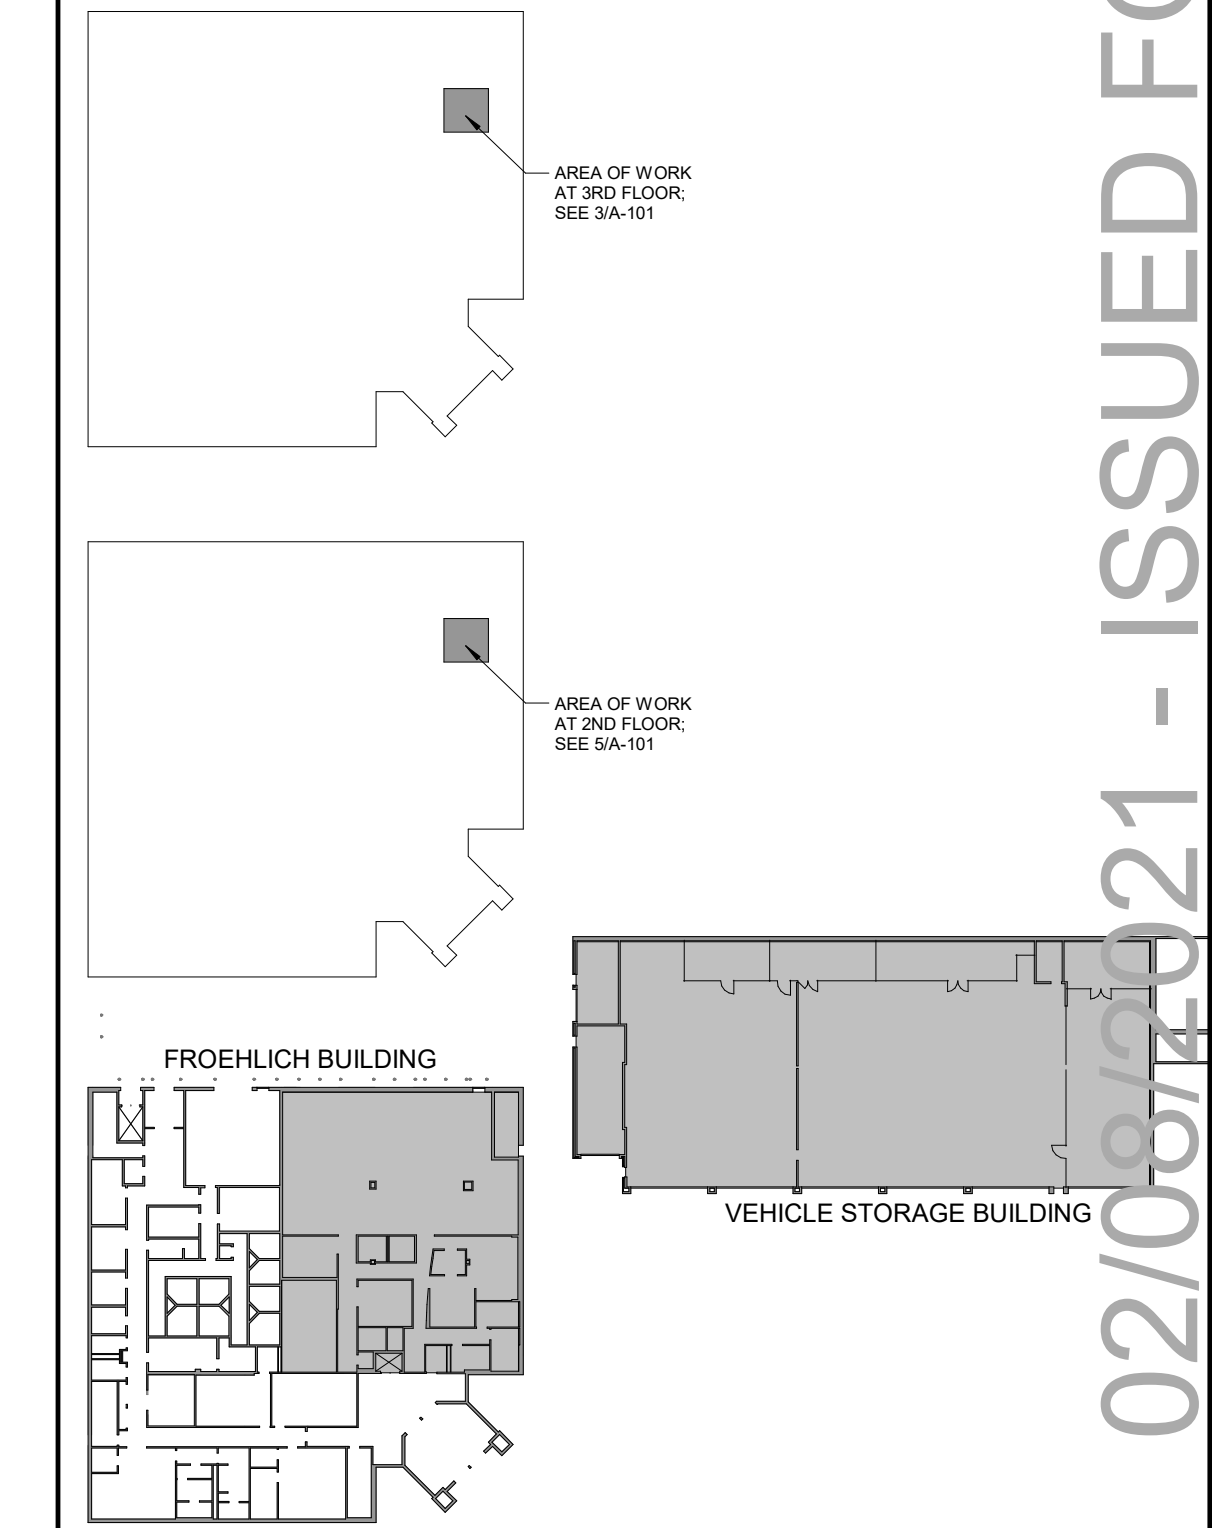 AREA OF WORK
AT 3RD FLOOR;
SEE 3/A-101
AREA OF WORK
AT 2ND FLOOR;
SEE 5/A-101
FROEHLICH BUILDING
VEHICLE STORAGE BUILDING
02/08/2021 - ISSUED FO